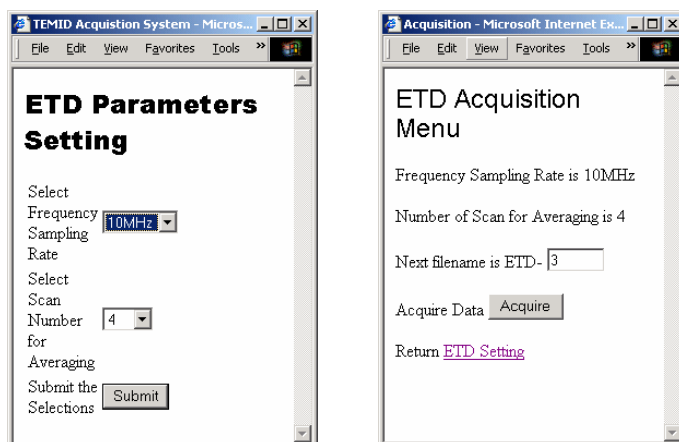 TEMID Acquistion System - Micros...
File Edit View Favorites Tools »
ETD Parameters
Setting
Select
Frequency
Sampling
Rate
10MHz
Select
Scan
Number
for
Averaging
4
Submit the
Selections
Submit
Acquisition - Microsoft Internet Ex...
File Edit View Favorites Tools »
ETD Acquisition
Menu
Frequency Sampling Rate is 10MHz
Number of Scan for Averaging is 4
Next filename is ETD- 3
Acquire Data Acquire
Return ETD Setting